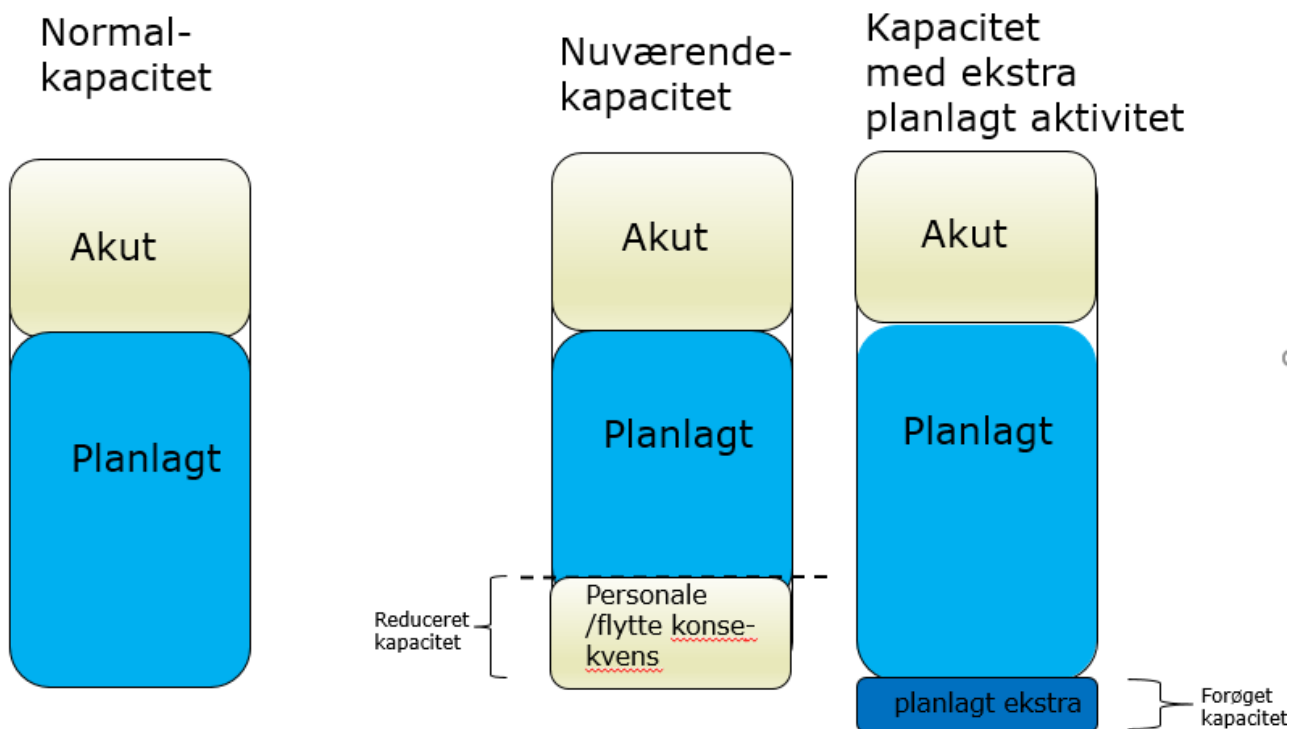 Normal-
kapacitet
Nuværende-
kapacitet
Kapacitet
med ekstra
planlagt aktivitet
Akut
Planlagt
Akut
Planlagt
Personale
/flytte konse-
kvens
Reduceret
kapacitet
Akut
Planlagt
planlagt ekstra
Forøget
kapacitet